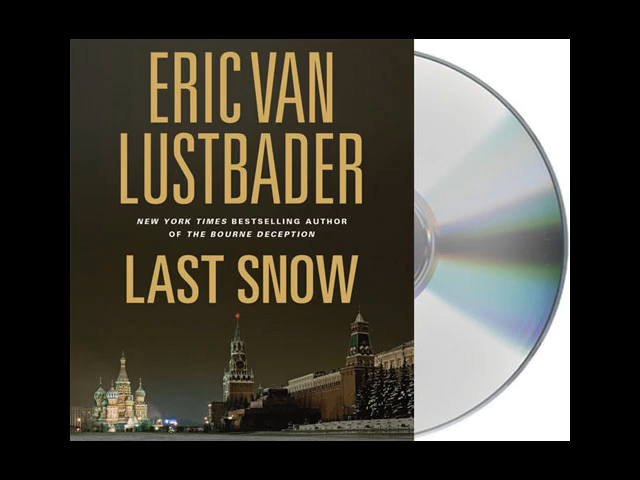 ERIC VAN
LUSTBADER
NEW YORK TIMES BESTSELLING AUTHOR
OF THE BOURNE DECEPTION
LAST SNOW